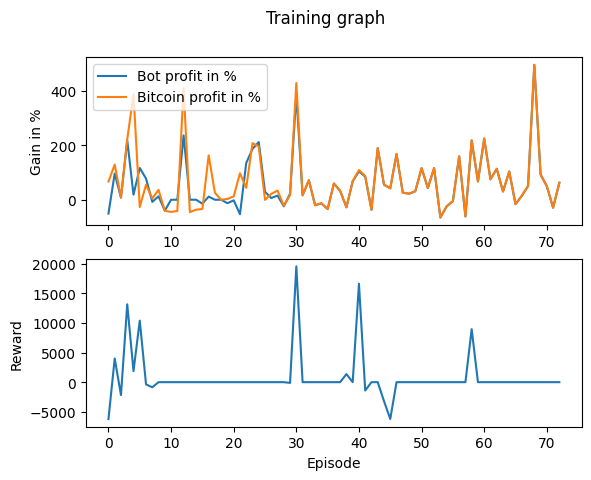 Training graph
Bot profit in %
Bitcoin profit in %
Gain in %
400
200
0
0 10 20 30 40 50 60 70
Reward
20000
15000
10000
5000
0
−5000
0 10 20 30 40 50 60 70
Episode